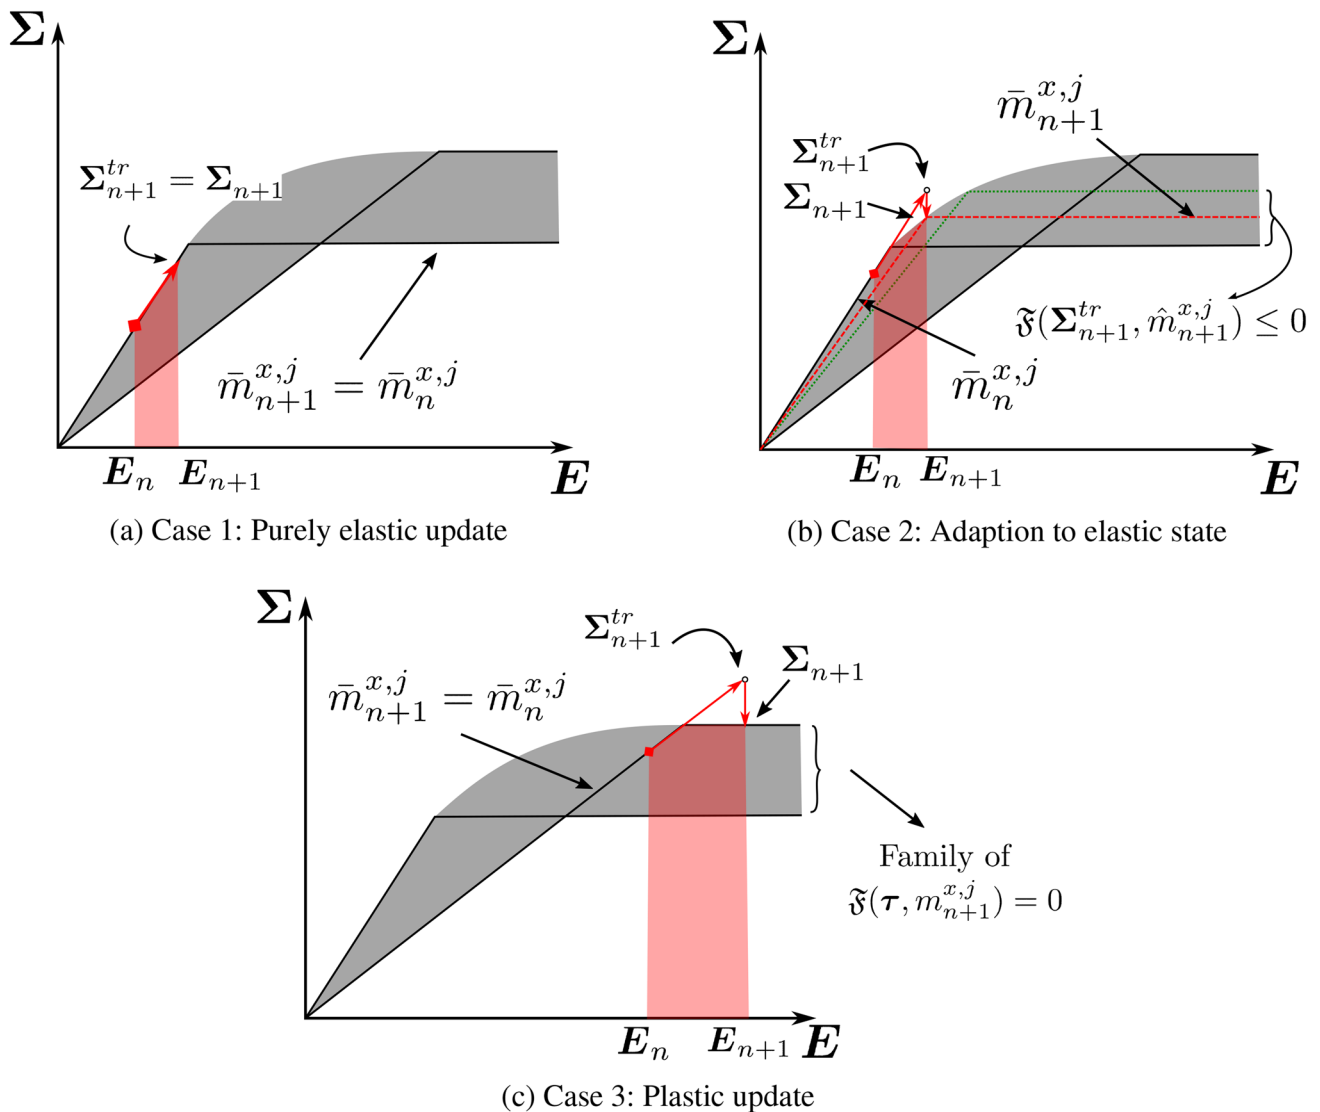 Σ
Σ^{tr}_{n+1} = Σ_{n+1}
m̄^{x,j}_{n+1} = m̄^{x,j}_n
E_n E_{n+1} E
(a) Case 1: Purely elastic update
Σ
m̄^{x,j}_{n+1}
Σ^{tr}_{n+1}
Σ_{n+1}
𝔉(Σ^{tr}_{n+1}, m̂^{x,j}_{n+1}) ≤ 0
m̄^{x,j}_n
E_n E_{n+1} E
(b) Case 2: Adaption to elastic state
Σ
Σ^{tr}_{n+1}
Σ_{n+1}
m̄^{x,j}_{n+1} = m̄^{x,j}_n
Family of
𝔉(τ, m^{x,j}_{n+1}) = 0
E_n E_{n+1} E
(c) Case 3: Plastic update